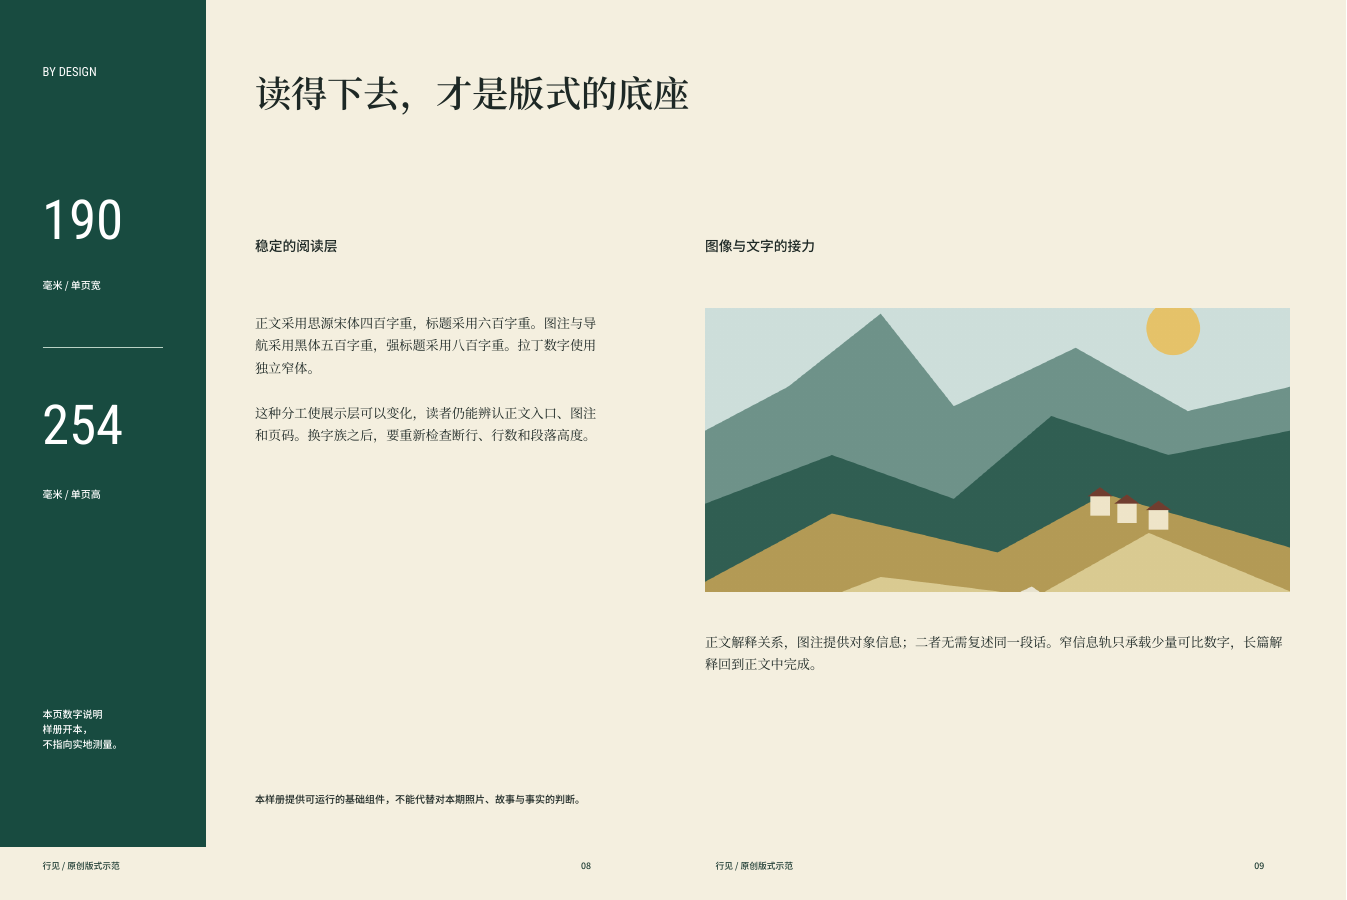 BY DESIGN
190
毫米 / 单页宽
254
毫米 / 单页高
本页数字说明
样册开本，
不指向实地测量。
读得下去，才是版式的底座
稳定的阅读层
正文采用思源宋体四百字重，标题采用六百字重。图注与导
航采用黑体五百字重，强标题采用八百字重。拉丁数字使用
独立窄体。
这种分工使展示层可以变化，读者仍能辨认正文入口、图注
和页码。换字族之后，要重新检查断行、行数和段落高度。
本样册提供可运行的基础组件，不能代替对本期照片、故事与事实的判断。
图像与文字的接力
正文解释关系，图注提供对象信息；二者无需复述同一段话。窄信息轨只承载少量可比数字，长篇解
释回到正文中完成。
行见 / 原创版式示范
08
行见 / 原创版式示范
09